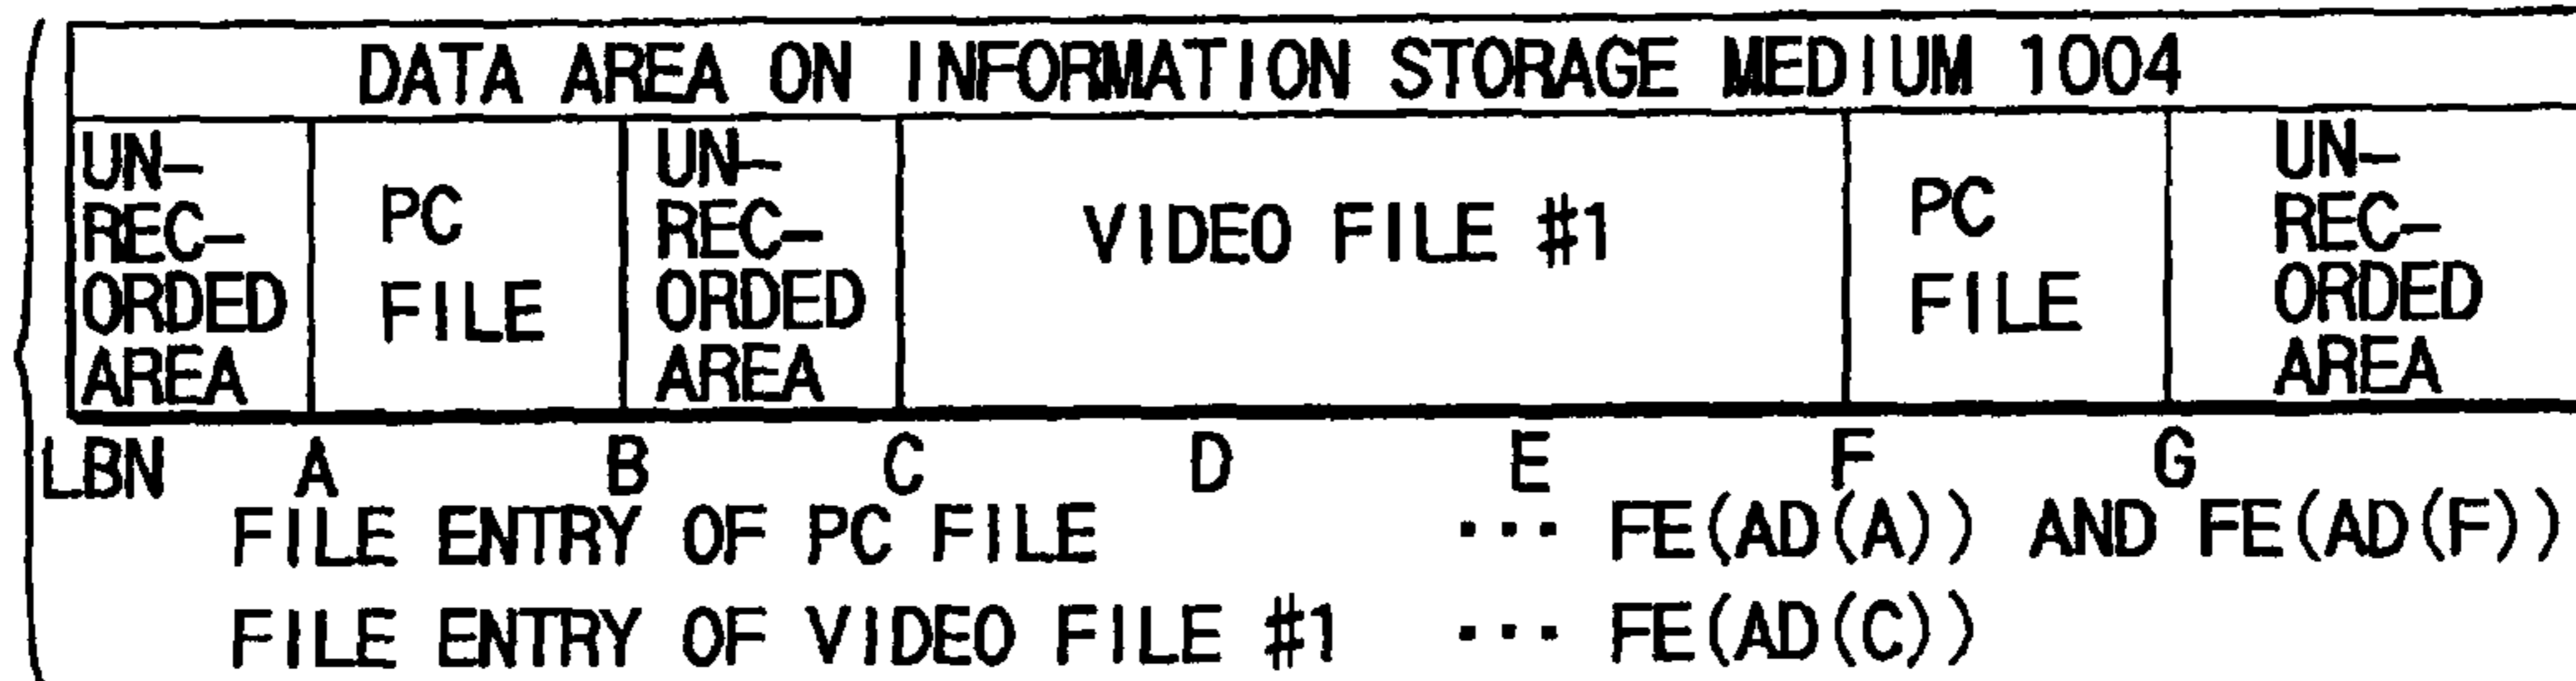 DATA AREA ON INFORMATION STORAGE MEDIUM 1004
UN-
REC-
ORDED
AREA
PC
FILE
UN-
REC-
ORDED
AREA
VIDEO FILE #1
PC
FILE
UN-
REC-
ORDED
AREA
LBN A B C D E F G
FILE ENTRY OF PC FILE ... FE(AD(A)) AND FE(AD(F))
FILE ENTRY OF VIDEO FILE #1 ... FE(AD(C))